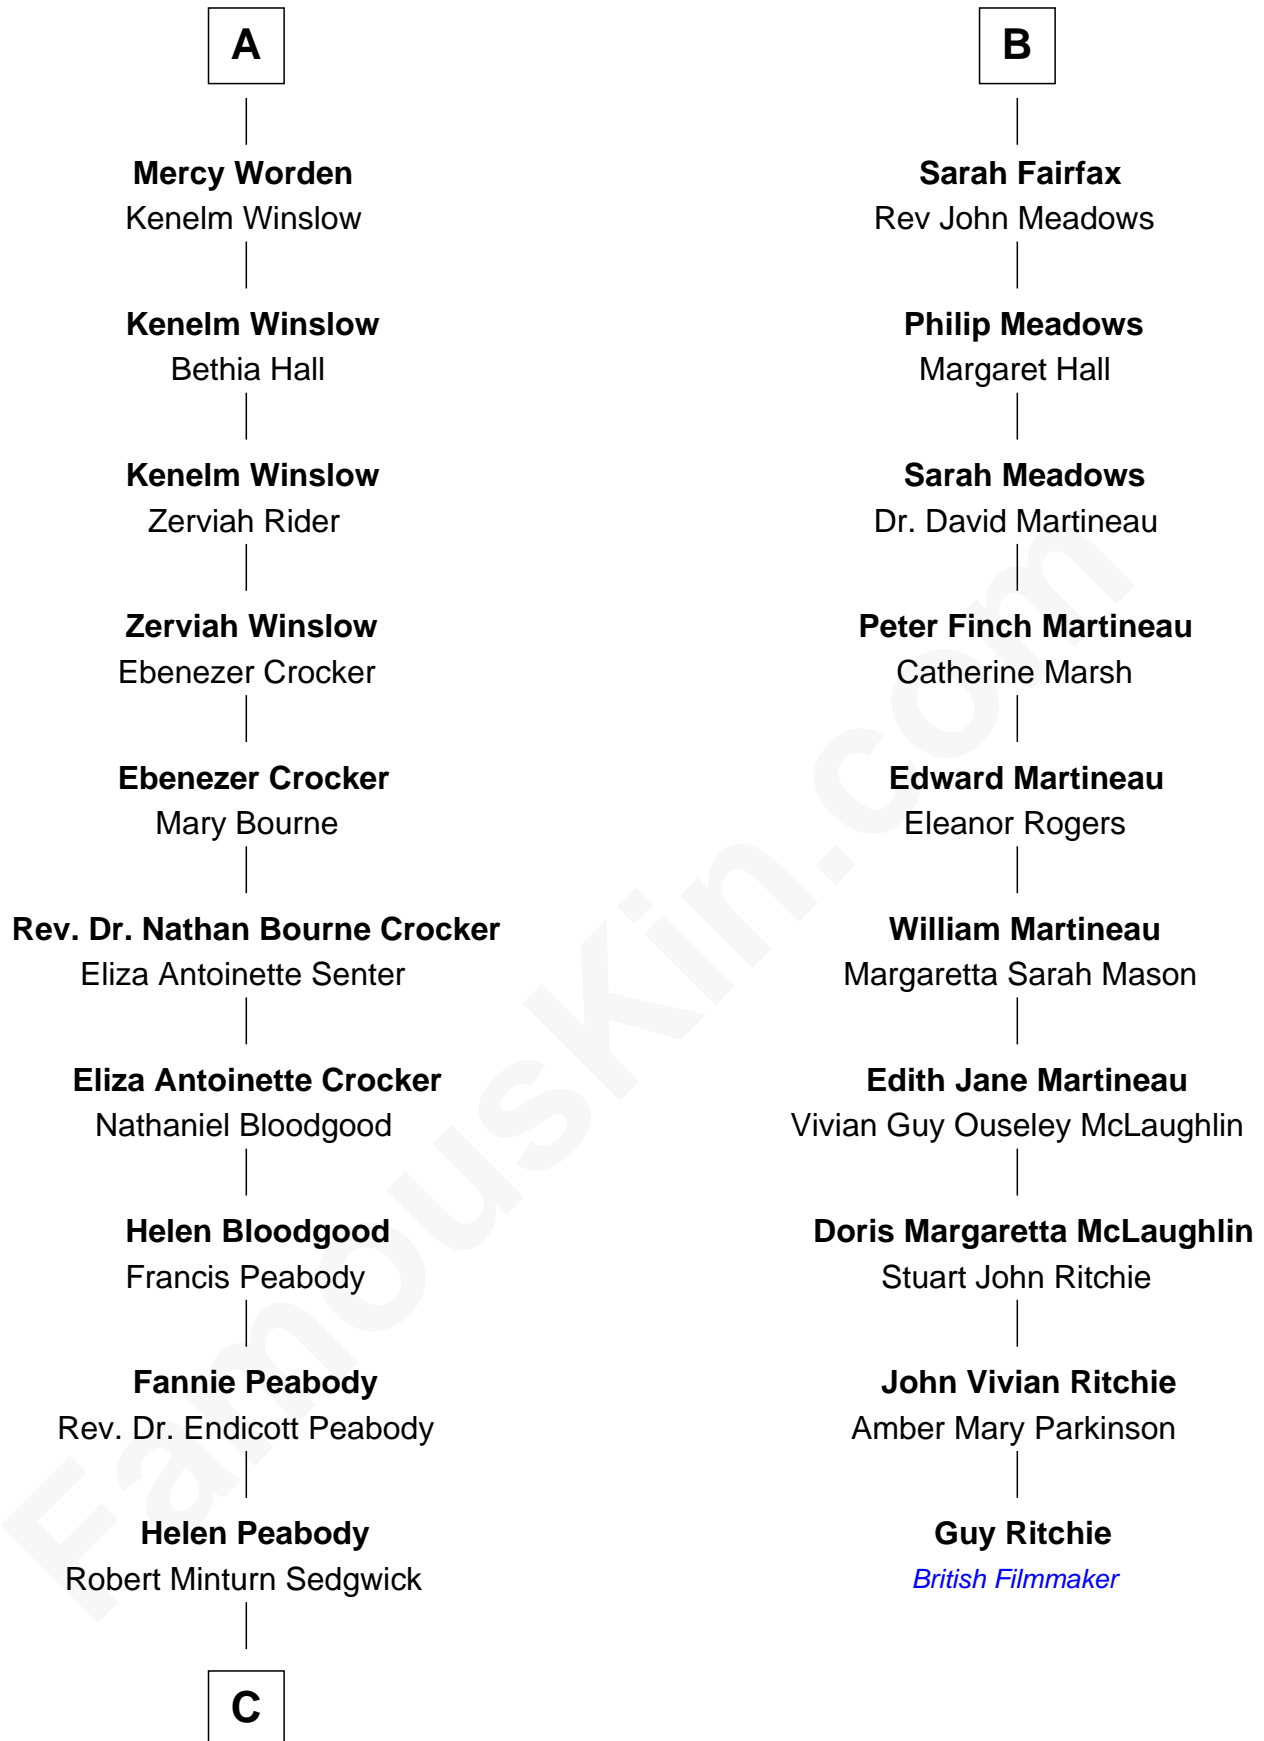 A
Mercy Worden
Kenelm Winslow
Kenelm Winslow
Bethia Hall
Kenelm Winslow
Zerviah Rider
Zerviah Winslow
Ebenezer Crocker
Ebenezer Crocker
Mary Bourne
Rev. Dr. Nathan Bourne Crocker
Eliza Antoinette Senter
Eliza Antoinette Crocker
Nathaniel Bloodgood
Helen Bloodgood
Francis Peabody
Fannie Peabody
Rev. Dr. Endicott Peabody
Helen Peabody
Robert Minturn Sedgwick
C
B
Sarah Fairfax
Rev John Meadows
Philip Meadows
Margaret Hall
Sarah Meadows
Dr. David Martineau
Peter Finch Martineau
Catherine Marsh
Edward Martineau
Eleanor Rogers
William Martineau
Margaretta Sarah Mason
Edith Jane Martineau
Vivian Guy Ouseley McLaughlin
Doris Margaretta McLaughlin
Stuart John Ritchie
John Vivian Ritchie
Amber Mary Parkinson
Guy Ritchie
British Filmmaker
FamousKin.com